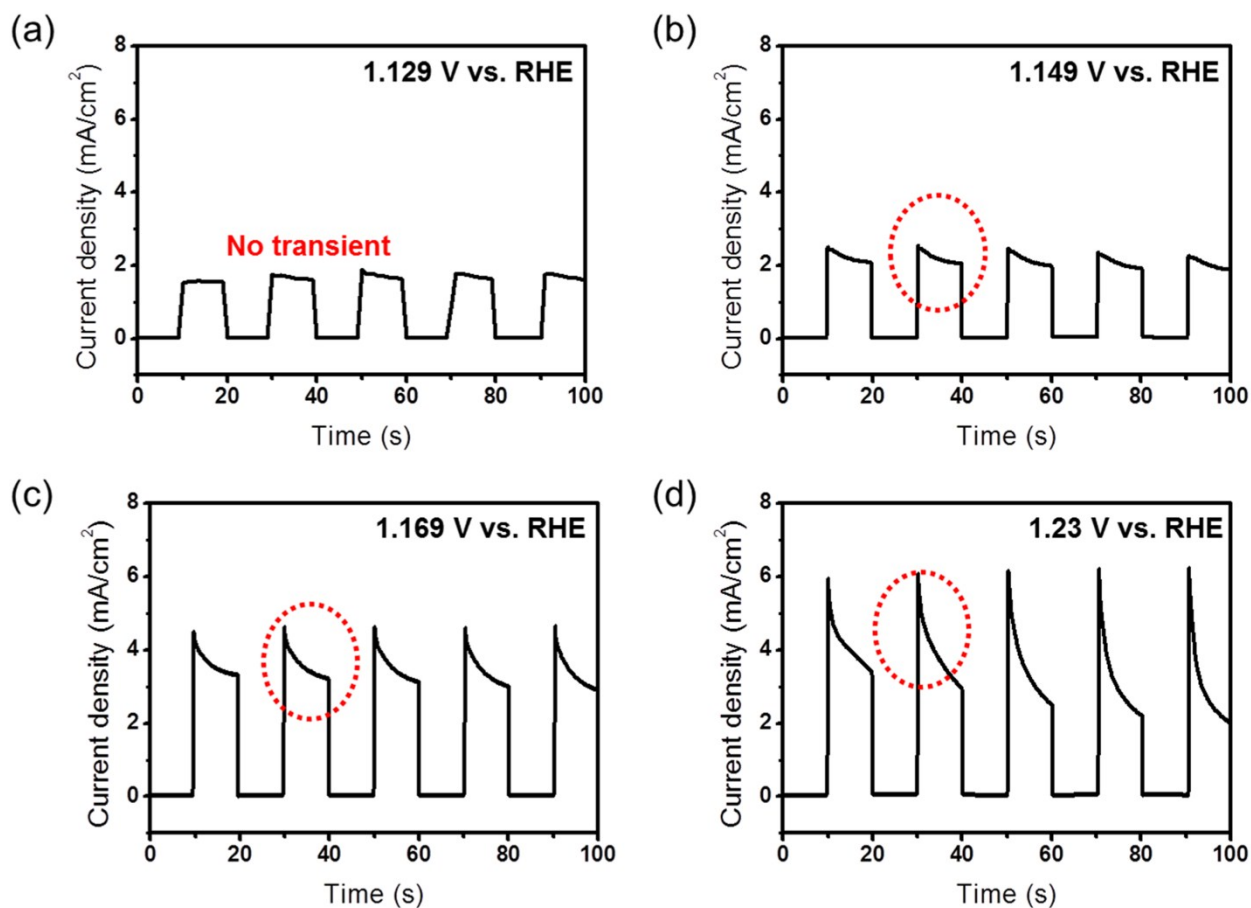 (a)
1.129 V vs. RHE
No transient
Current density (mA/cm²)
8
6
4
2
0
0 20 40 60 80 100
Time (s)
(b)
1.149 V vs. RHE
Current density (mA/cm²)
8
6
4
2
0
0 20 40 60 80 100
Time (s)
(c)
1.169 V vs. RHE
Current density (mA/cm²)
8
6
4
2
0
0 20 40 60 80 100
Time (s)
(d)
1.23 V vs. RHE
Current density (mA/cm²)
8
6
4
2
0
0 20 40 60 80 100
Time (s)